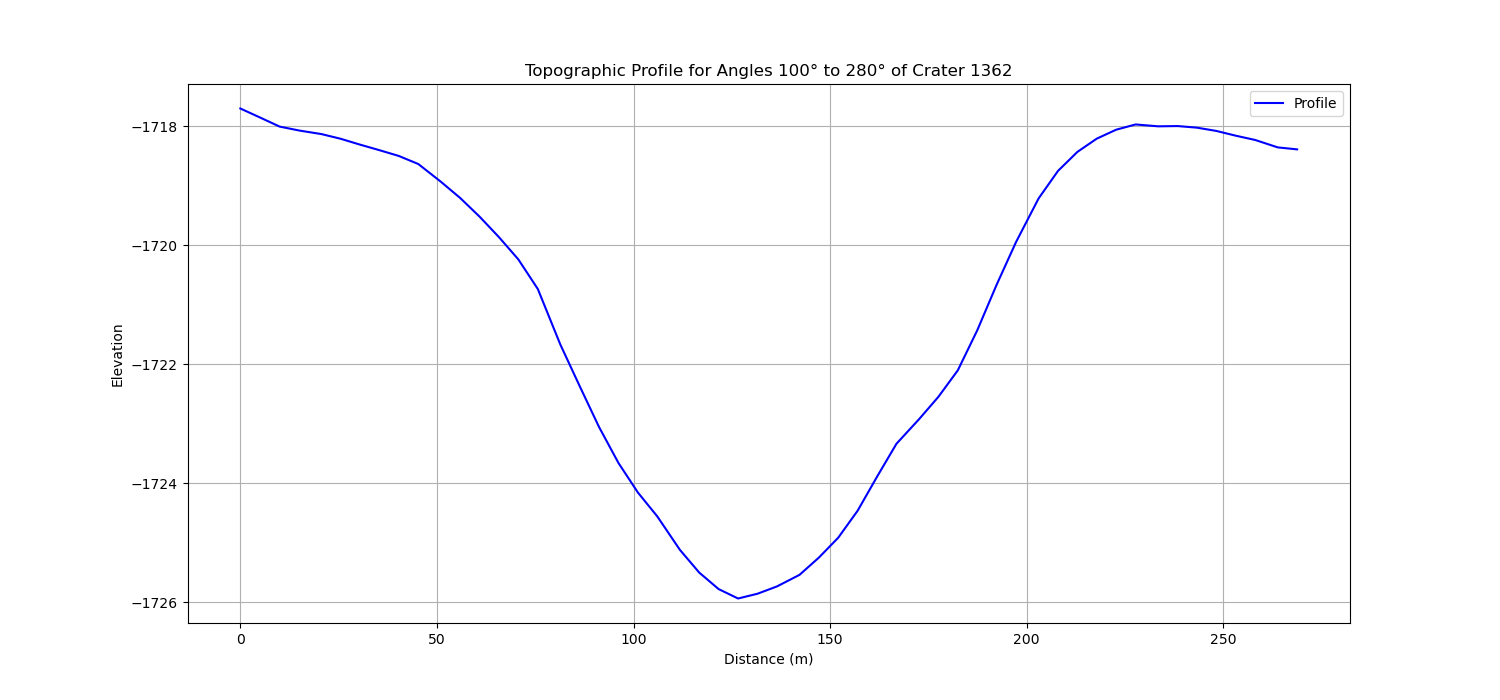 Topographic Profile for Angles 100° to 280° of Crater 1362
Profile
−1718
−1720
−1722
−1724
−1726
Elevation
0 50 100 150 200 250
Distance (m)